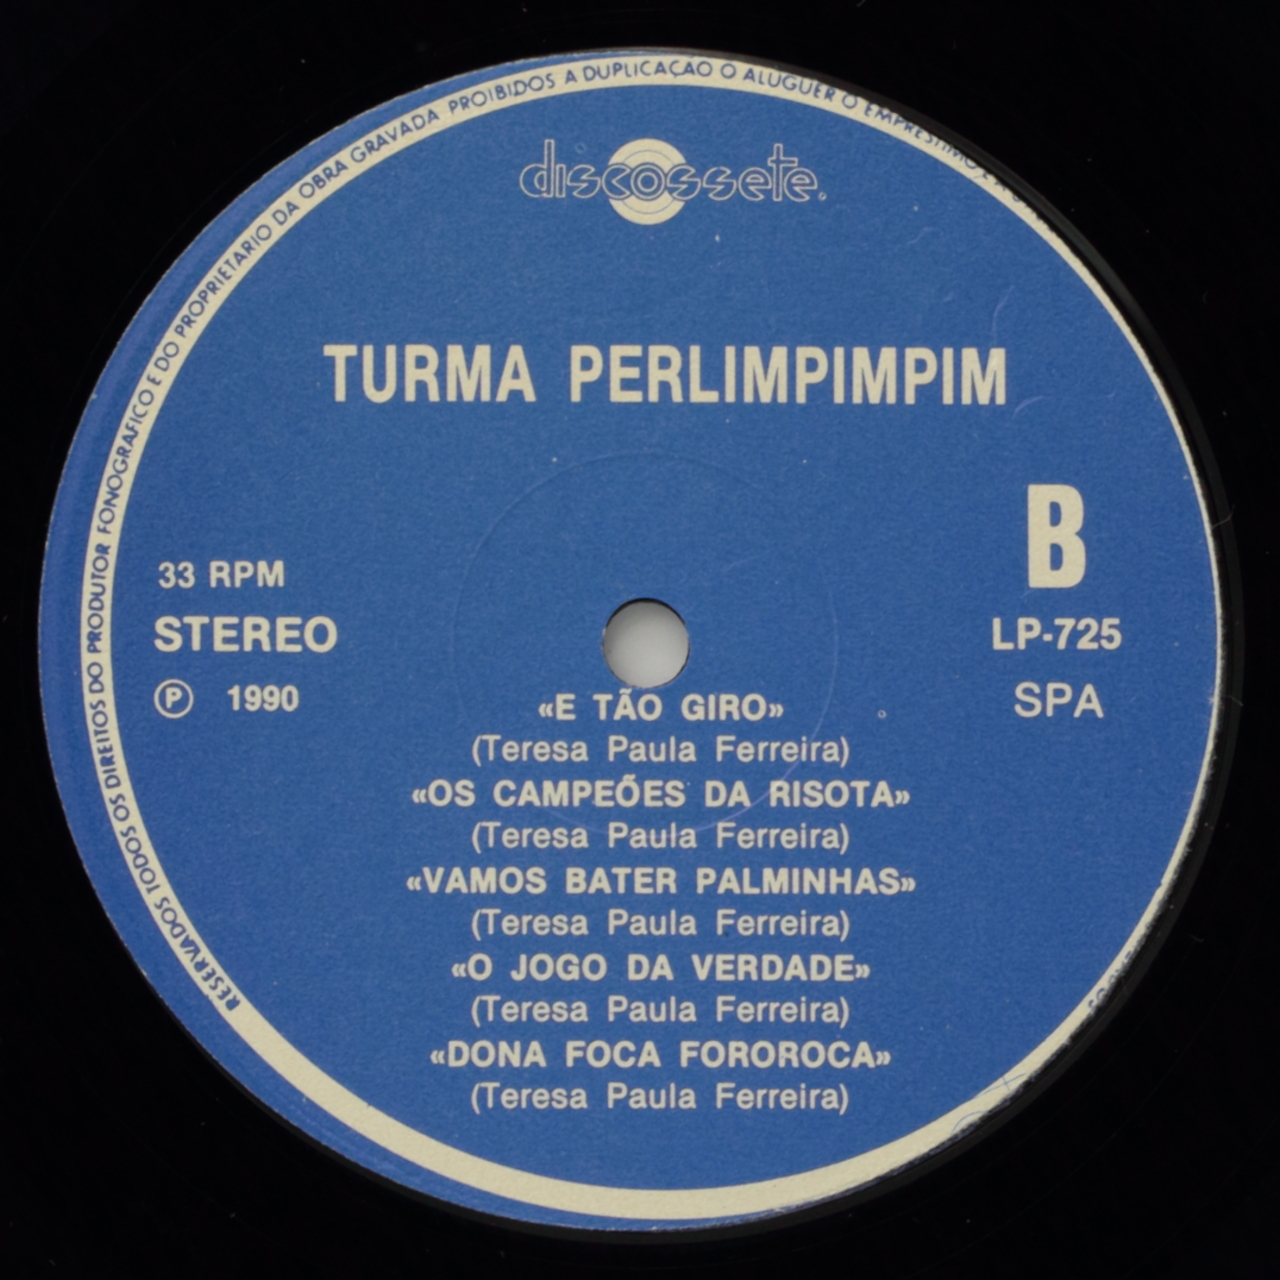 RESERVADOS TODOS OS DIREITOS DO PRODUTOR FONOGRAFICO E DO PROPRIETARIO DA OBRA GRAVADA PROIBIDOS A DUPLICAÇAO O ALUGUER O EMPRESTIMO
discossete.
TURMA PERLIMPIMPIM
B
33 RPM
STEREO
LP-725
Ⓟ 1990
SPA
«E TÃO GIRO»
(Teresa Paula Ferreira)
«OS CAMPEÕES DA RISOTA»
(Teresa Paula Ferreira)
«VAMOS BATER PALMINHAS»
(Teresa Paula Ferreira)
«O JOGO DA VERDADE»
(Teresa Paula Ferreira)
«DONA FOCA FOROROCA»
(Teresa Paula Ferreira)